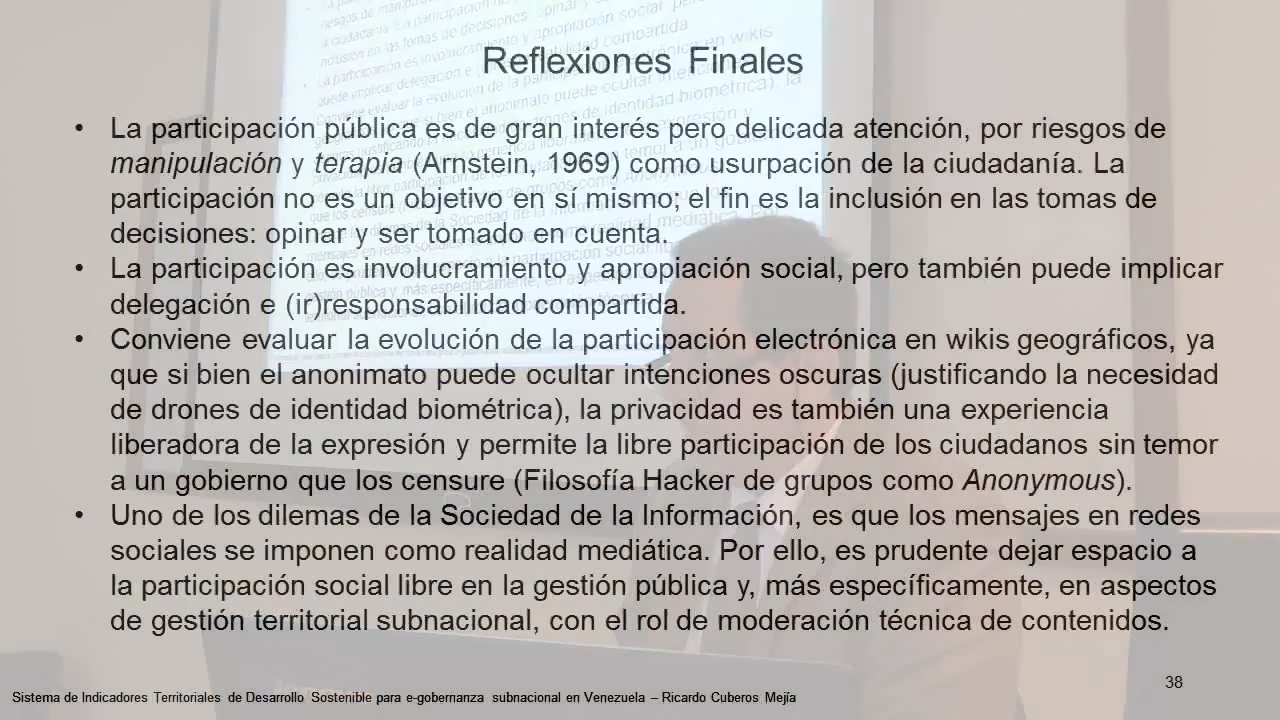 Reflexiones Finales
• La participación pública es de gran interés pero delicada atención, por riesgos de
manipulación y terapia (Arnstein, 1969) como usurpación de la ciudadanía. La
participación no es un objetivo en sí mismo; el fin es la inclusión en las tomas de
decisiones: opinar y ser tomado en cuenta.
• La participación es involucramiento y apropiación social, pero también puede implicar
delegación e (ir)responsabilidad compartida.
• Conviene evaluar la evolución de la participación electrónica en wikis geográficos, ya
que si bien el anonimato puede ocultar intenciones oscuras (justificando la necesidad
de drones de identidad biométrica), la privacidad es también una experiencia
liberadora de la expresión y permite la libre participación de los ciudadanos sin temor
a un gobierno que los censure (Filosofía Hacker de grupos como Anonymous).
• Uno de los dilemas de la Sociedad de la Información, es que los mensajes en redes
sociales se imponen como realidad mediática. Por ello, es prudente dejar espacio a
la participación social libre en la gestión pública y, más específicamente, en aspectos
de gestión territorial subnacional, con el rol de moderación técnica de contenidos.
38
Sistema de Indicadores Territoriales de Desarrollo Sostenible para e-gobernanza subnacional en Venezuela – Ricardo Cuberos Mejía